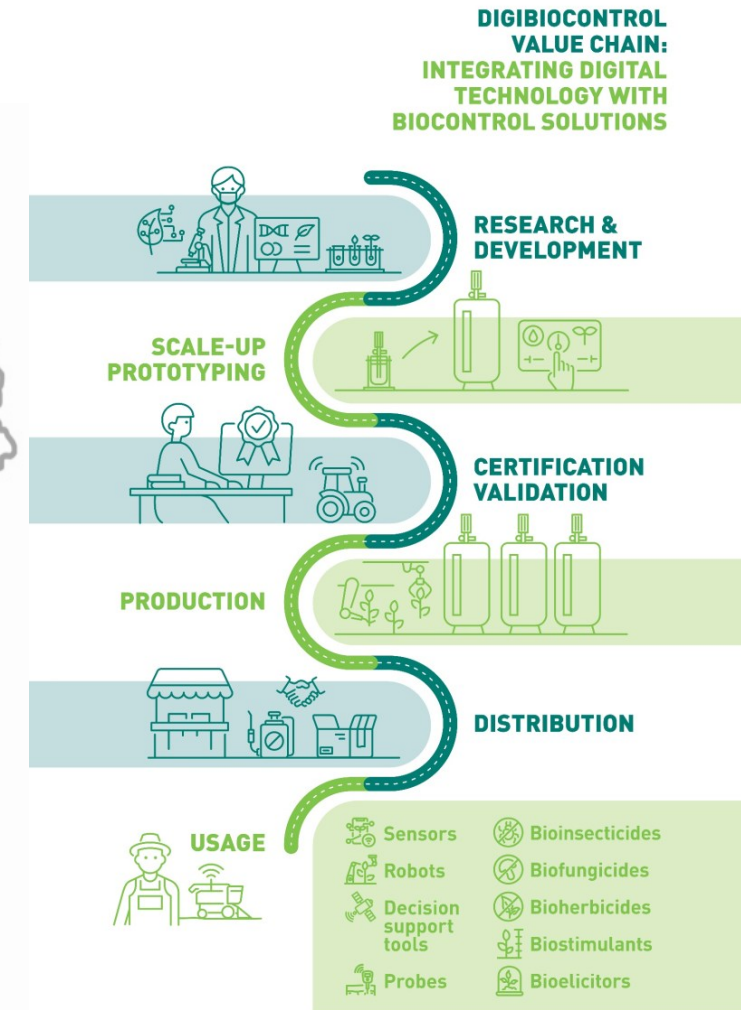 DIGIBIOCONTROL
VALUE CHAIN:
INTEGRATING DIGITAL
TECHNOLOGY WITH
BIOCONTROL SOLUTIONS
RESEARCH &
DEVELOPMENT
SCALE-UP
PROTOTYPING
CERTIFICATION
VALIDATION
PRODUCTION
DISTRIBUTION
USAGE
Sensors
Robots
Decision
support
tools
Probes
Bioinsecticides
Biofungicides
Bioherbicides
Biostimulants
Bioelicitors